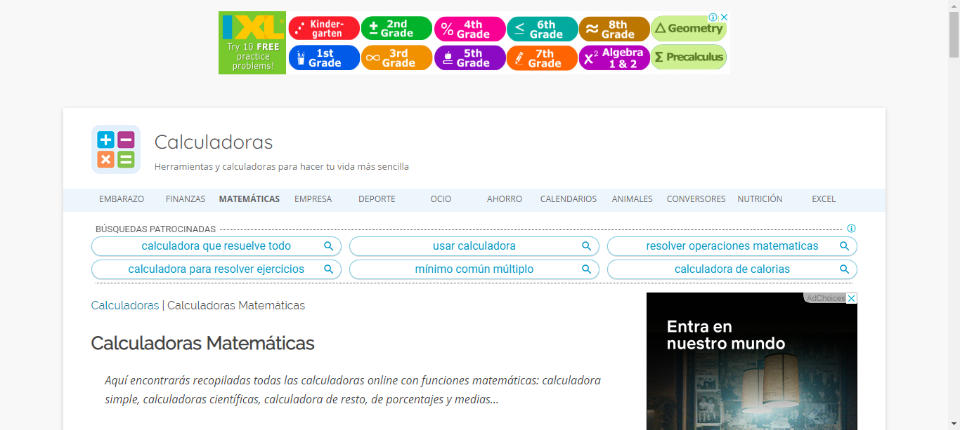 IXL
Try 10 FREE
practice
problems!
Kinder-
garten
2nd
Grade
4th
Grade
6th
Grade
8th
Grade
Geometry
1st
Grade
3rd
Grade
5th
Grade
7th
Grade
Algebra
1 & 2
Precalculus
Calculadoras
Herramientas y calculadoras para hacer tu vida más sencilla
EMBARAZO FINANZAS MATEMÁTICAS EMPRESA DEPORTE OCIO AHORRO CALENDARIOS ANIMALES CONVERSORES NUTRICIÓN EXCEL
BÚSQUEDAS PATROCINADAS
calculadora que resuelve todo usar calculadora resolver operaciones matematicas
calculadora para resolver ejercicios mínimo común múltiplo calculadora de calorias
Calculadoras | Calculadoras Matemáticas
AdChoices
Entra en
nuestro mundo
Calculadoras Matemáticas
Aquí encontrarás recopiladas todas las calculadoras online con funciones matemáticas: calculadora
simple, calculadoras científicas, calculadora de resto, de porcentajes y medias...